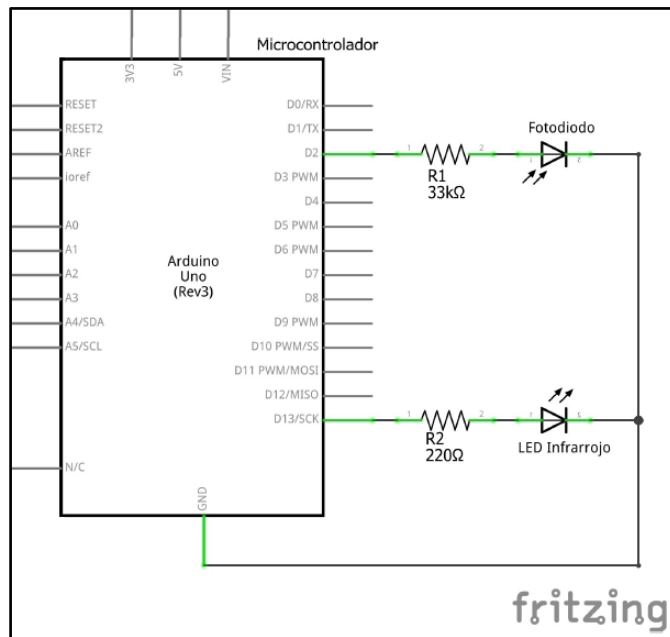 Microcontrolador
3V3
5V
VIN
RESET
RESET2
AREF
ioref
A0
A1
A2
A3
A4/SDA
A5/SCL
N/C
Arduino
Uno
(Rev3)
D0/RX
D1/TX
D2
D3 PWM
D4
D5 PWM
D6 PWM
D7
D8
D9 PWM
D10 PWM/SS
D11 PWM/MOSI
D12/MISO
D13/SCK
GND
1
2
R1
33kΩ
Fotodiodo
1
2
1
2
R2
220Ω
1
2
LED Infrarrojo
fritzing